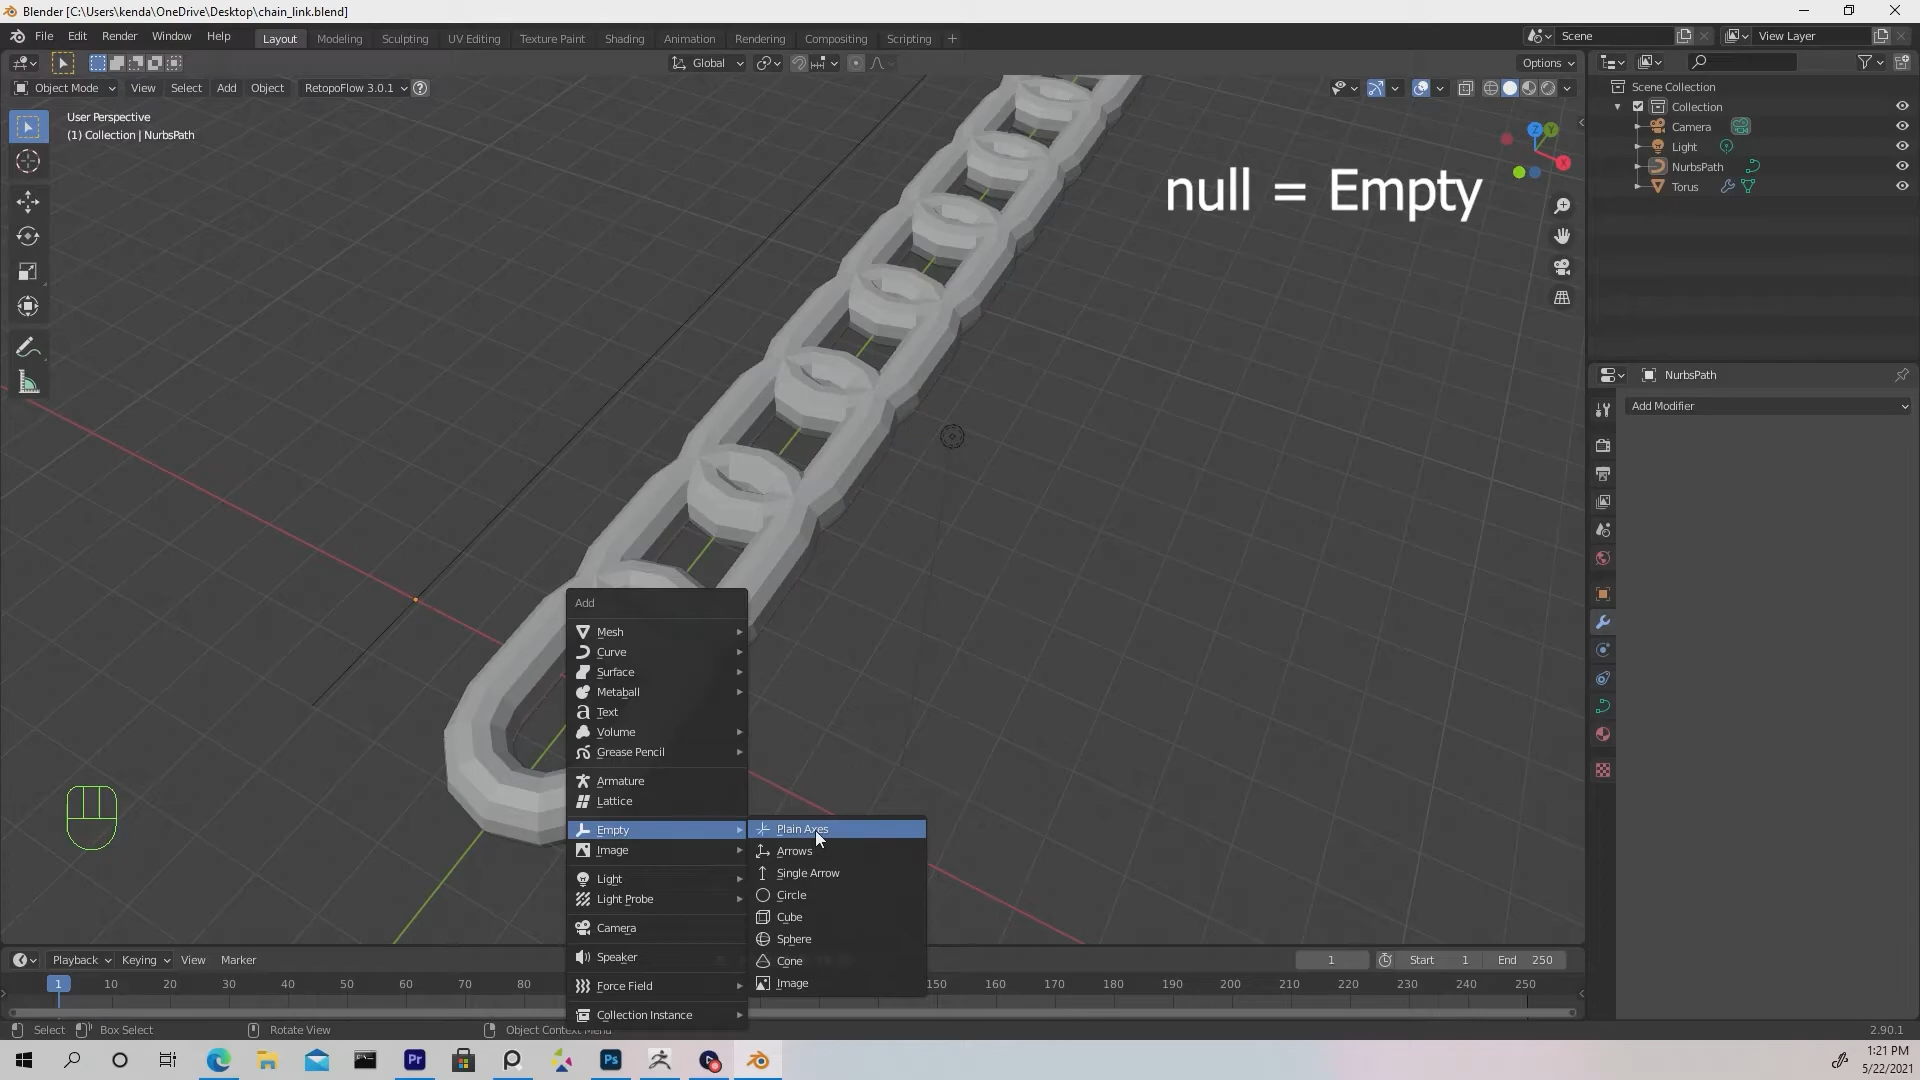 Blender [C:\Users\kenda\OneDrive\Desktop\chain_link.blend]
File Edit Render Window Help
Layout Modeling Sculpting UV Editing Texture Paint Shading Animation Rendering Compositing Scripting +
Scene
View Layer
Global
Options
Object Mode View Select Add Object RetopoFlow 3.0.1
User Perspective
(1) Collection | NurbsPath
null = Empty
Z
Y
X
Scene Collection
Collection
Camera
Light
NurbsPath
Torus
NurbsPath
Add Modifier
Add
Mesh
Curve
Surface
Metaball
Text
Volume
Grease Pencil
Armature
Lattice
Empty
Image
Light
Light Probe
Camera
Speaker
Force Field
Collection Instance
Plain Axes
Arrows
Single Arrow
Circle
Cube
Sphere
Cone
Image
Playback Keying View Marker
1 Start 1 End 250
1 10 20 30 40 50 60 70 80 150 160 170 180 190 200 210 220 230 240 250
Select Box Select Rotate View Object Context Menu
2.90.1
Pr
Ps
1:21 PM
5/22/2021